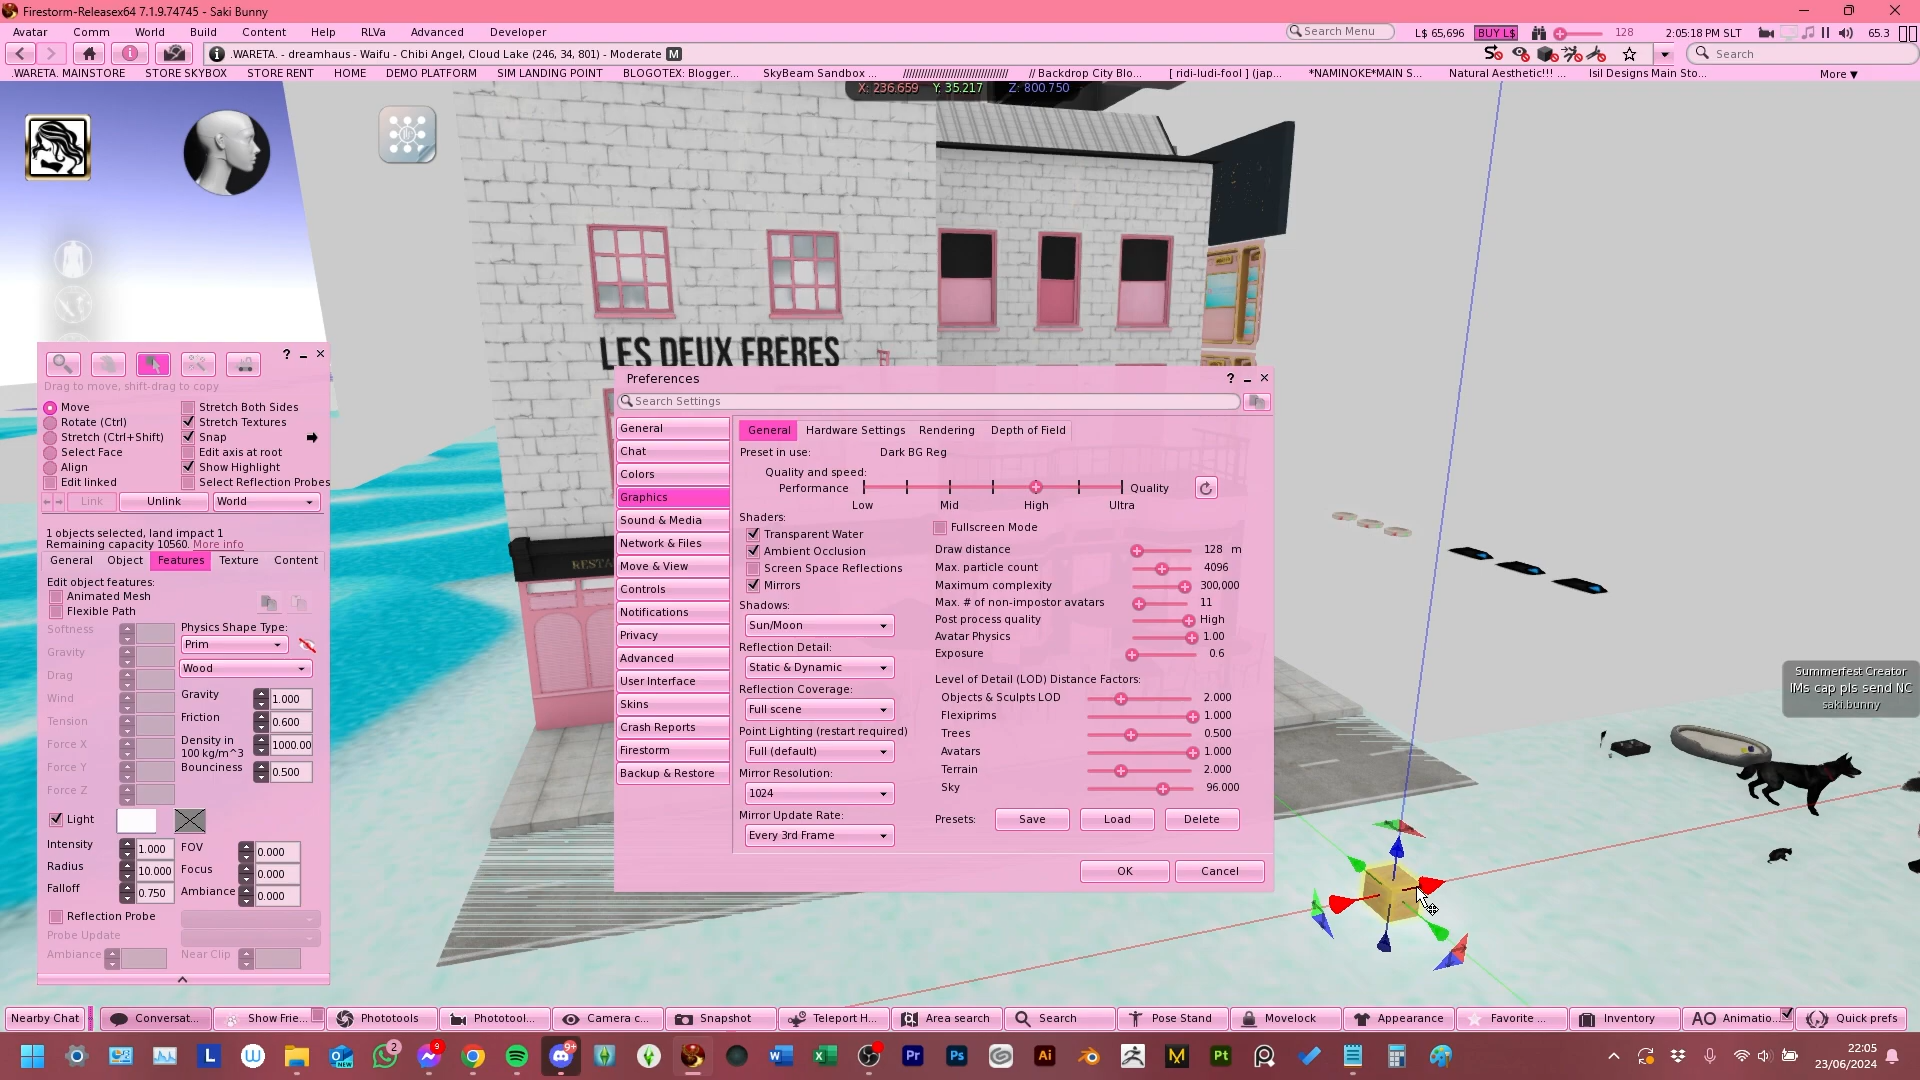 Firestorm-Releasex64 7.1.9.74745 - Saki Bunny
Avatar Comm World Build Content Help RLVa Advanced Developer
Search Menu L$ 65,696 BUY L$ 128 2:05:18 PM SLT 65.3
.WARETA. - dreamhaus - Waifu - Chibi Angel, Cloud Lake (246, 34, 801) - Moderate M
Search
.WARETA. MAINSTORE STORE SKYBOX STORE RENT HOME DEMO PLATFORM SIM LANDING POINT BLOGOTEX: Blogger... SkyBeam Sandbox ... // Backdrop City Blo... [ ridi-ludi-fool ] (jap... *NAMINOKE*MAIN S... Natural Aesthetic!!! ... Isil Designs Main Sto... More ▼
X: 236.659 Y: 35.217 Z: 800.750
LES DEUX FRERES
RESTA
Drag to move, shift-drag to copy
Move
Rotate (Ctrl)
Stretch (Ctrl+Shift)
Select Face
Align
Edit linked
Stretch Both Sides
Stretch Textures
Snap
Edit axis at root
Show Highlight
Select Reflection Probes
Link Unlink World
1 objects selected, land impact 1
Remaining capacity 10560. More info
General Object Features Texture Content
Edit object features:
Animated Mesh
Flexible Path
Softness
Gravity
Drag
Wind
Tension
Force X
Force Y
Force Z
Physics Shape Type:
Prim
Wood
Gravity 1.000
Friction 0.600
Density in
100 kg/m^3 1000.00
Bounciness 0.500
Light
Intensity 1.000 FOV 0.000
Radius 10.000 Focus 0.000
Falloff 0.750 Ambiance 0.000
Reflection Probe
Probe Update
Ambiance Near Clip
Preferences
Search Settings
General
Chat
Colors
Graphics
Sound & Media
Network & Files
Move & View
Controls
Notifications
Privacy
Advanced
User Interface
Skins
Crash Reports
Firestorm
Backup & Restore
General Hardware Settings Rendering Depth of Field
Preset in use: Dark BG Reg
Quality and speed:
Performance Quality
Low Mid High Ultra
Shaders:
Transparent Water
Ambient Occlusion
Screen Space Reflections
Mirrors
Shadows:
Sun/Moon
Reflection Detail:
Static & Dynamic
Reflection Coverage:
Full scene
Point Lighting (restart required)
Full (default)
Mirror Resolution:
1024
Mirror Update Rate:
Every 3rd Frame
Fullscreen Mode
Draw distance 128 m
Max. particle count 4096
Maximum complexity 300,000
Max. # of non-impostor avatars 11
Post process quality High
Avatar Physics 1.00
Exposure 0.6
Level of Detail (LOD) Distance Factors:
Objects & Sculpts LOD 2.000
Flexiprims 1.000
Trees 0.500
Avatars 1.000
Terrain 2.000
Sky 96.000
Presets: Save Load Delete
OK Cancel
Summerfest Creator
IMs cap pls send NC
saki.bunny
Nearby Chat Conversat... Show Frie... Phototools Phototool... Camera c... Snapshot Teleport H... Area search Search Pose Stand Movelock Appearance Favorite ... Inventory Animatio... Quick prefs
22:05
23/06/2024